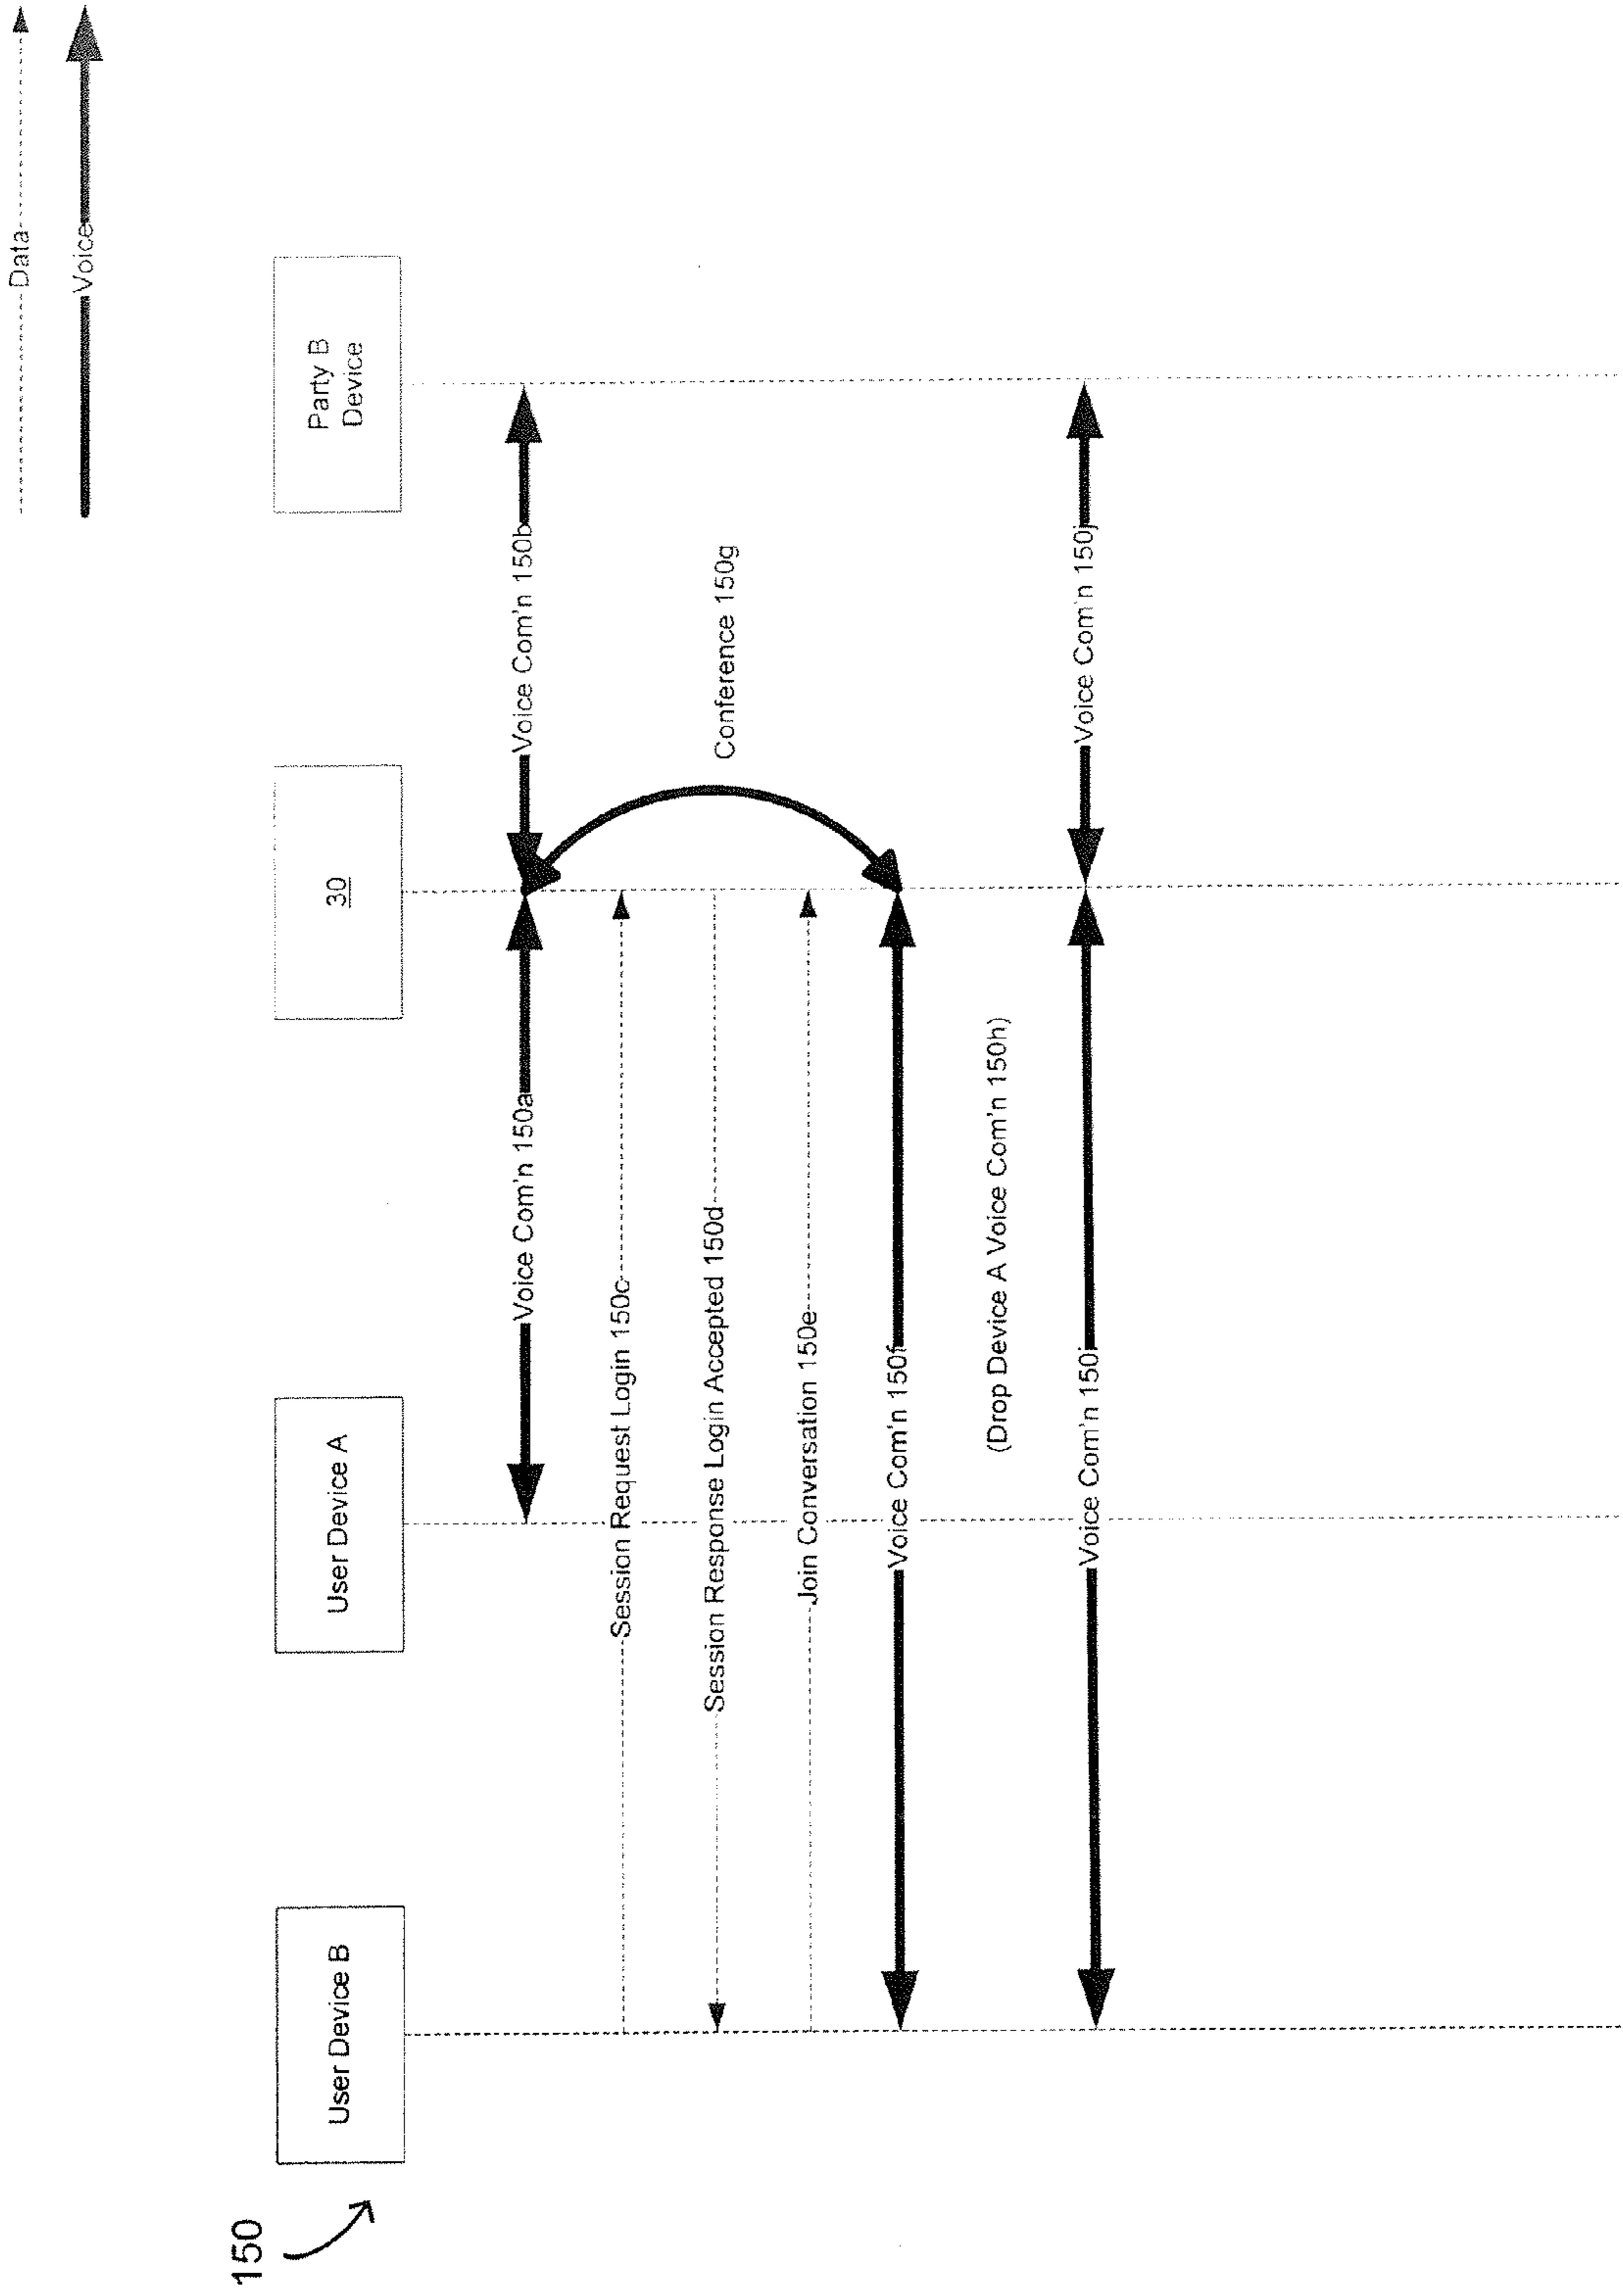 Data
Voice
150
User Device B
User Device A
30
Party B
Device
Voice Com'n 150a
Voice Com'n 150b
Session Request Login 150c
Session Response Login Accepted 150d
Conference 150g
Join Conversation 150e
Voice Com'n 150f
(Drop Device A Voice Com'n 150h)
Voice Com'n 150i
Voice Com'n 150j